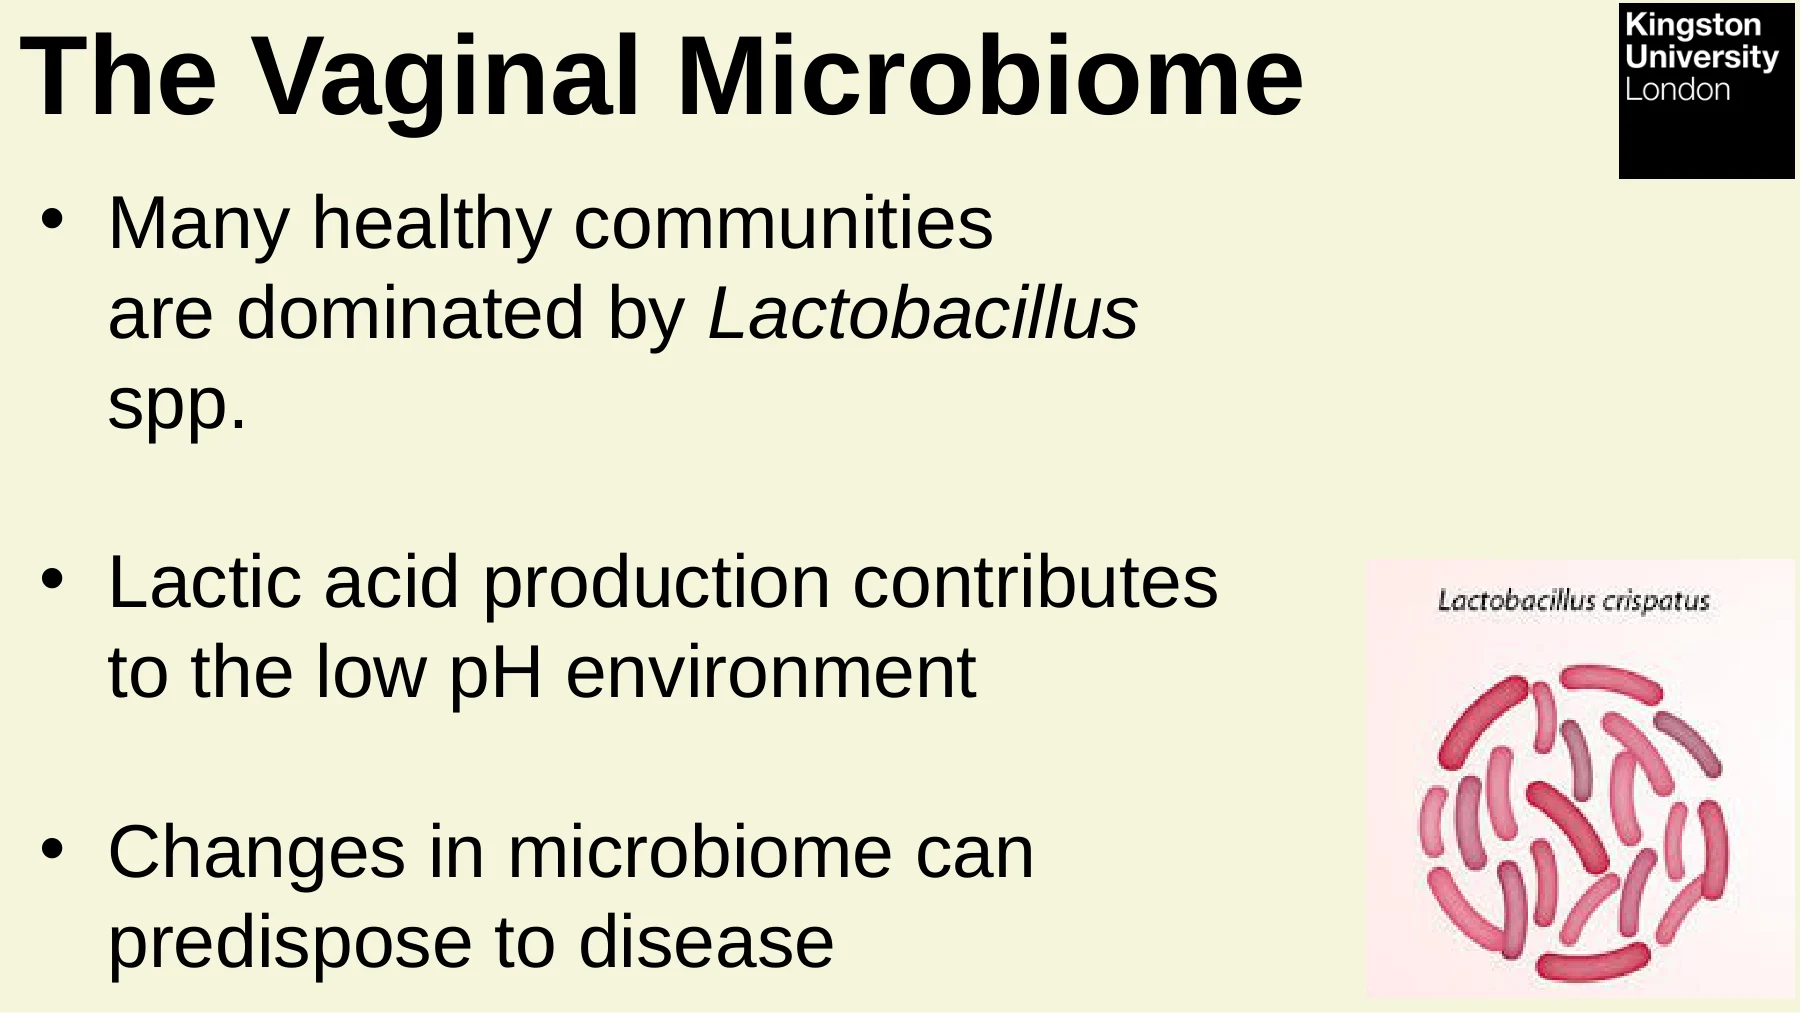 The Vaginal Microbiome
Kingston
University
London
• Many healthy communities
are dominated by Lactobacillus
spp.
• Lactic acid production contributes
to the low pH environment
• Changes in microbiome can
predispose to disease
Lactobacillus crispatus